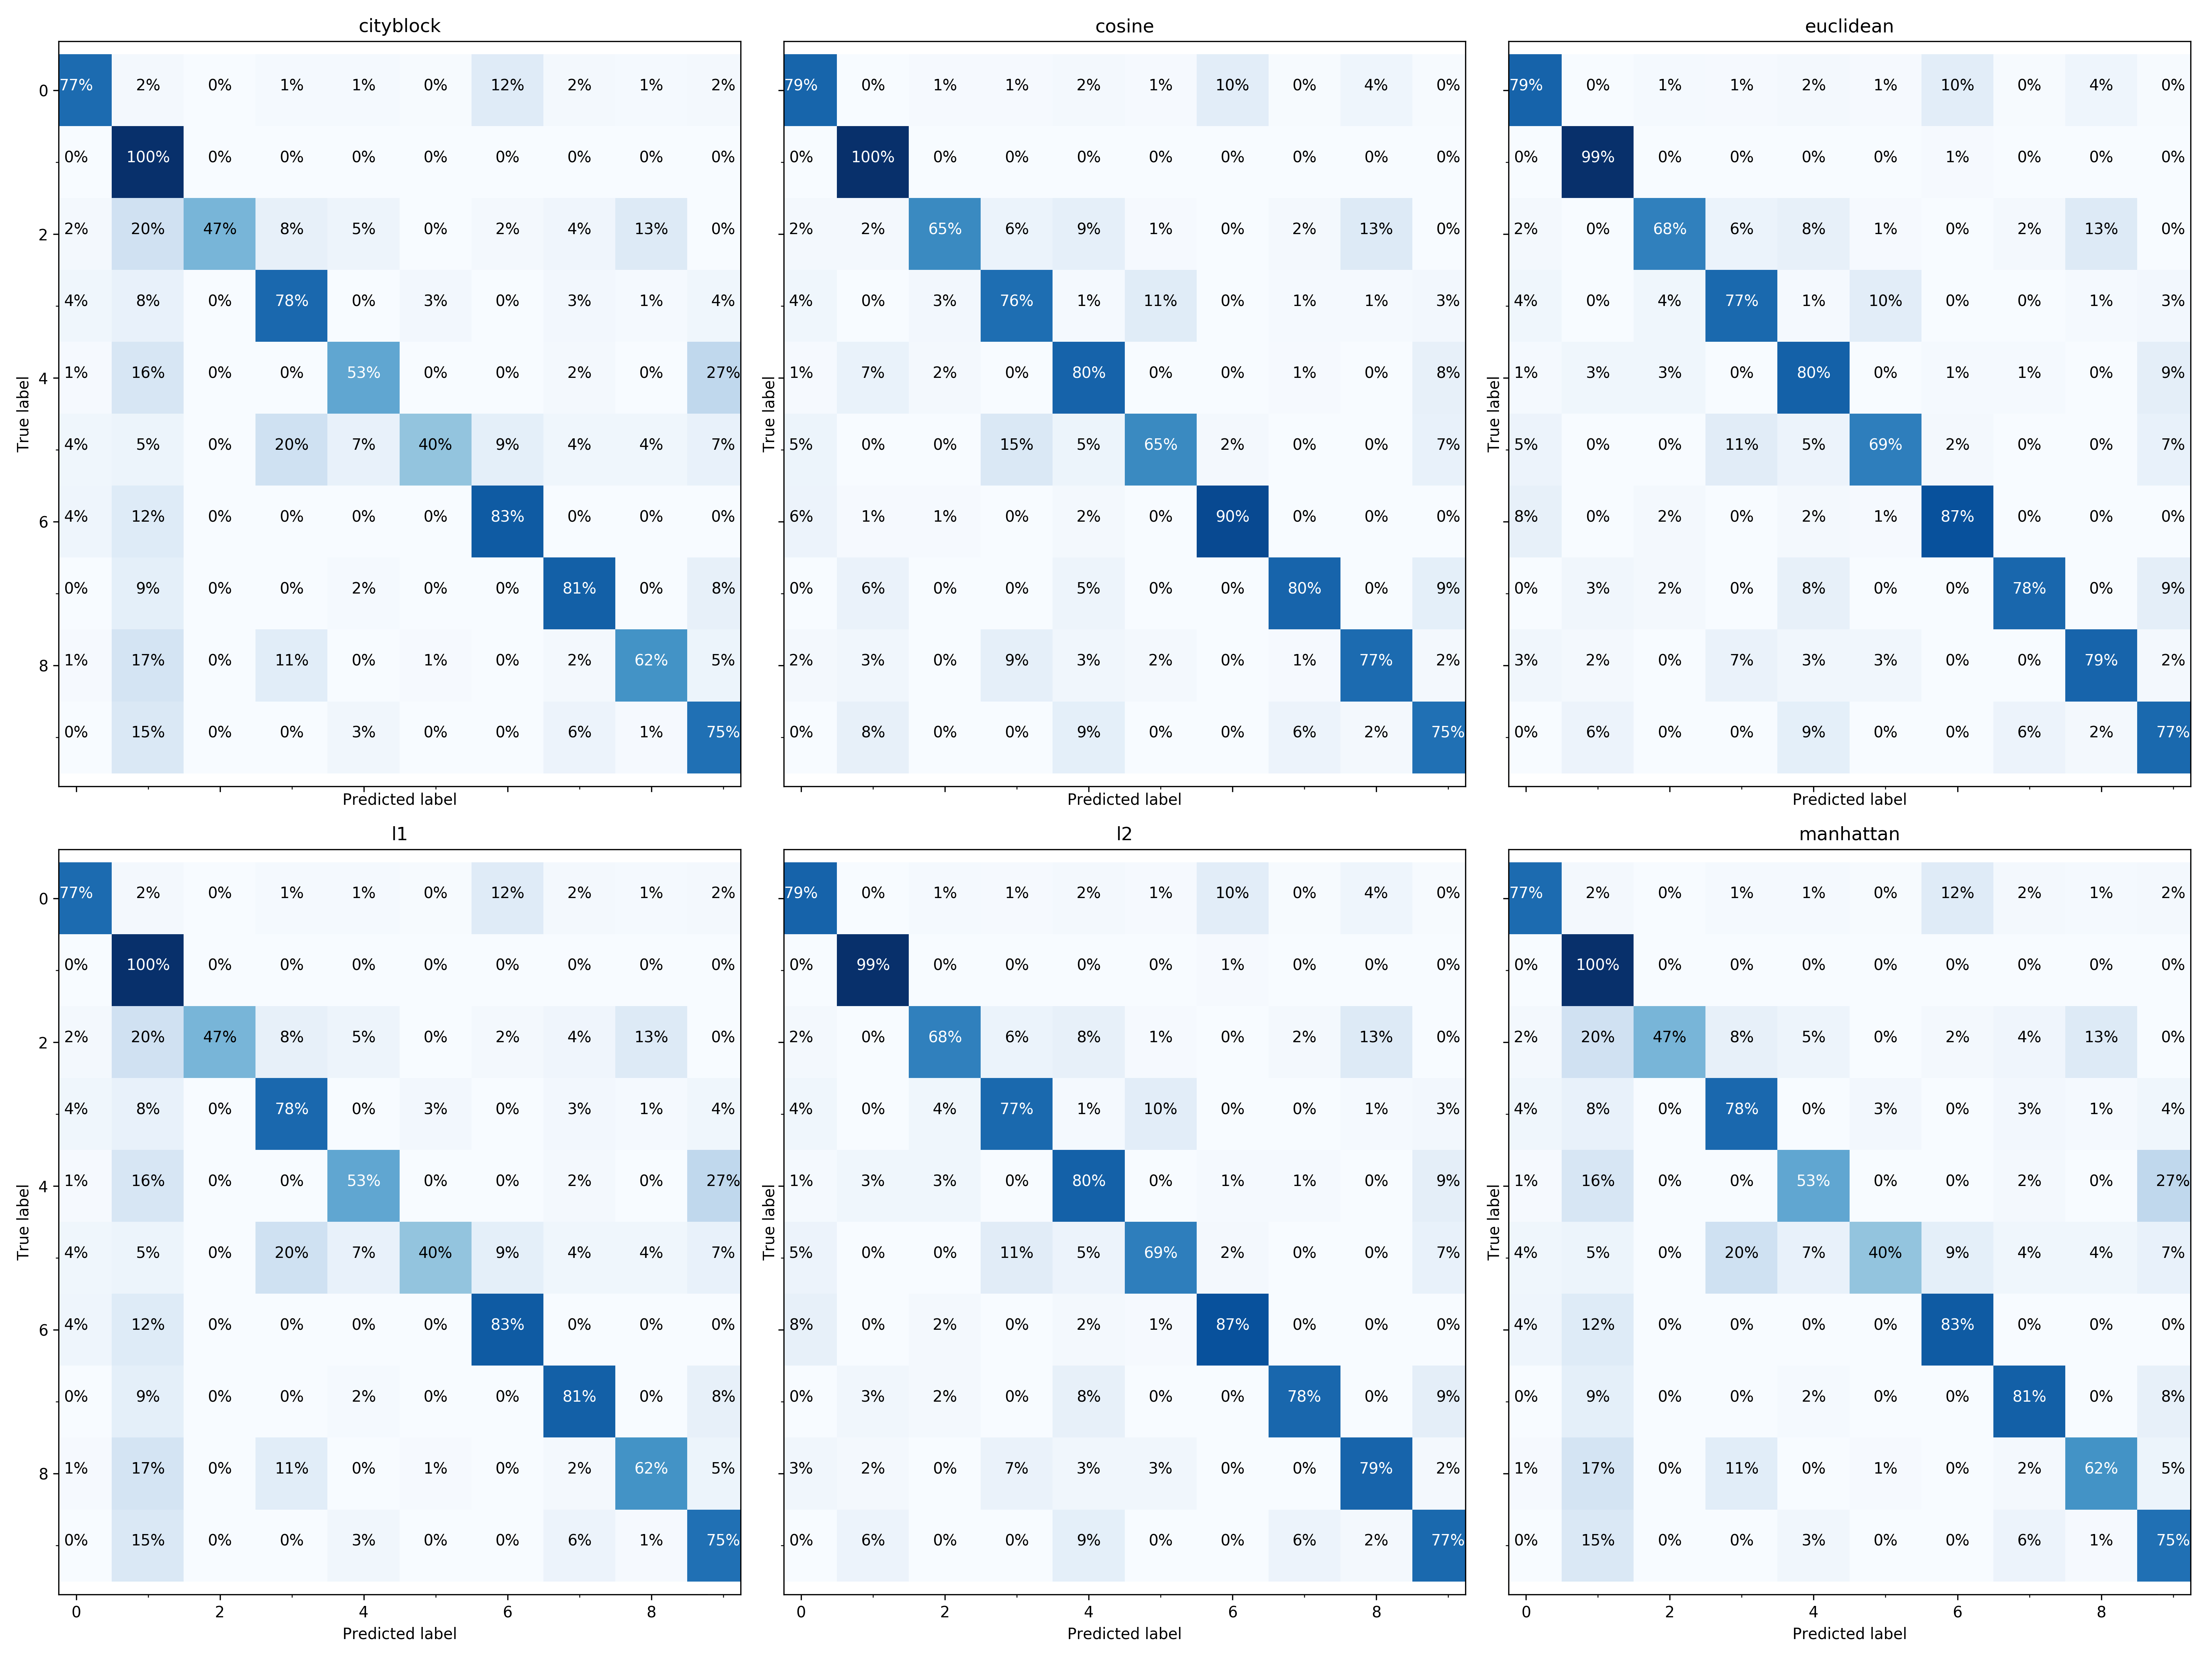 cityblock cosine euclidean
0 77% 2% 0% 1% 1% 0% 12% 2% 1% 2% 79% 0% 1% 1% 2% 1% 10% 0% 4% 0% 79% 0% 1% 1% 2% 1% 10% 0% 4% 0%
0% 100% 0% 0% 0% 0% 0% 0% 0% 0% 0% 100% 0% 0% 0% 0% 0% 0% 0% 0% 0% 99% 0% 0% 0% 0% 1% 0% 0% 0%
2 2% 20% 47% 8% 5% 0% 2% 4% 13% 0% 2% 2% 65% 6% 9% 1% 0% 2% 13% 0% 2% 0% 68% 6% 8% 1% 0% 2% 13% 0%
4% 8% 0% 78% 0% 3% 0% 3% 1% 4% 4% 0% 3% 76% 1% 11% 0% 1% 1% 3% 4% 0% 4% 77% 1% 10% 0% 0% 1% 3%
4 1% 16% 0% 0% 53% 0% 0% 2% 0% 27% 1% 7% 2% 0% 80% 0% 0% 1% 0% 8% 1% 3% 3% 0% 80% 0% 1% 1% 0% 9%
True label True label True label
4% 5% 0% 20% 7% 40% 9% 4% 4% 7% 5% 0% 0% 15% 5% 65% 2% 0% 0% 7% 5% 0% 0% 11% 5% 69% 2% 0% 0% 7%
6 4% 12% 0% 0% 0% 0% 83% 0% 0% 0% 6% 1% 1% 0% 2% 0% 90% 0% 0% 0% 8% 0% 2% 0% 2% 1% 87% 0% 0% 0%
0% 9% 0% 0% 2% 0% 0% 81% 0% 8% 0% 6% 0% 0% 5% 0% 0% 80% 0% 9% 0% 3% 2% 0% 8% 0% 0% 78% 0% 9%
8 1% 17% 0% 11% 0% 1% 0% 2% 62% 5% 2% 3% 0% 9% 3% 2% 0% 1% 77% 2% 3% 2% 0% 7% 3% 3% 0% 0% 79% 2%
0% 15% 0% 0% 3% 0% 0% 6% 1% 75% 0% 8% 0% 0% 9% 0% 0% 6% 2% 75% 0% 6% 0% 0% 9% 0% 0% 6% 2% 77%
Predicted label Predicted label Predicted label
l1 l2 manhattan
0 77% 2% 0% 1% 1% 0% 12% 2% 1% 2% 79% 0% 1% 1% 2% 1% 10% 0% 4% 0% 77% 2% 0% 1% 1% 0% 12% 2% 1% 2%
0% 100% 0% 0% 0% 0% 0% 0% 0% 0% 0% 99% 0% 0% 0% 0% 1% 0% 0% 0% 0% 100% 0% 0% 0% 0% 0% 0% 0% 0%
2 2% 20% 47% 8% 5% 0% 2% 4% 13% 0% 2% 0% 68% 6% 8% 1% 0% 2% 13% 0% 2% 20% 47% 8% 5% 0% 2% 4% 13% 0%
4% 8% 0% 78% 0% 3% 0% 3% 1% 4% 4% 0% 4% 77% 1% 10% 0% 0% 1% 3% 4% 8% 0% 78% 0% 3% 0% 3% 1% 4%
4 1% 16% 0% 0% 53% 0% 0% 2% 0% 27% 1% 3% 3% 0% 80% 0% 1% 1% 0% 9% 1% 16% 0% 0% 53% 0% 0% 2% 0% 27%
True label True label True label
4% 5% 0% 20% 7% 40% 9% 4% 4% 7% 5% 0% 0% 11% 5% 69% 2% 0% 0% 7% 4% 5% 0% 20% 7% 40% 9% 4% 4% 7%
6 4% 12% 0% 0% 0% 0% 83% 0% 0% 0% 8% 0% 2% 0% 2% 1% 87% 0% 0% 0% 4% 12% 0% 0% 0% 0% 83% 0% 0% 0%
0% 9% 0% 0% 2% 0% 0% 81% 0% 8% 0% 3% 2% 0% 8% 0% 0% 78% 0% 9% 0% 9% 0% 0% 2% 0% 0% 81% 0% 8%
8 1% 17% 0% 11% 0% 1% 0% 2% 62% 5% 3% 2% 0% 7% 3% 3% 0% 0% 79% 2% 1% 17% 0% 11% 0% 1% 0% 2% 62% 5%
0% 15% 0% 0% 3% 0% 0% 6% 1% 75% 0% 6% 0% 0% 9% 0% 0% 6% 2% 77% 0% 15% 0% 0% 3% 0% 0% 6% 1% 75%
0 2 4 6 8 0 2 4 6 8 0 2 4 6 8
Predicted label Predicted label Predicted label